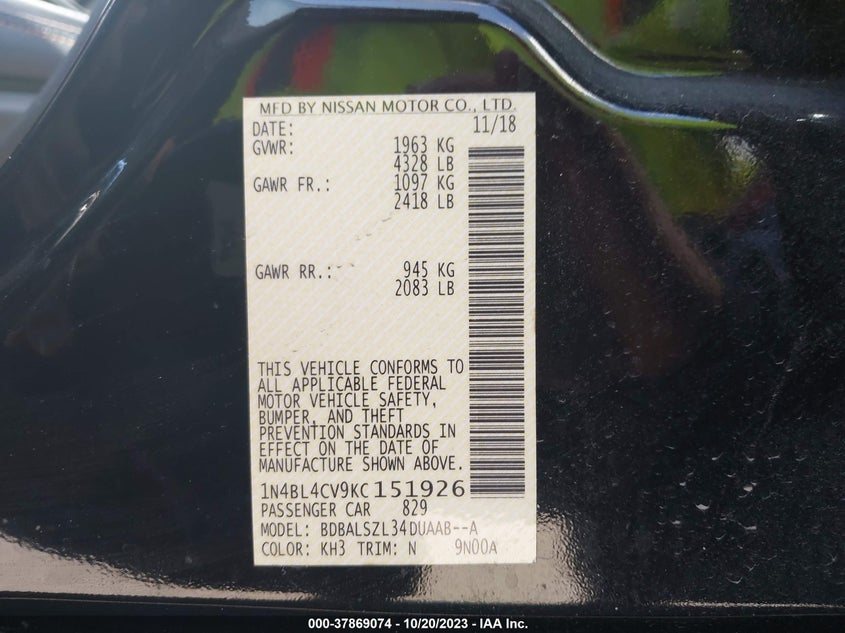 MFD BY NISSAN MOTOR CO., LTD.
DATE: 11/18
GVWR: 1963 KG
4328 LB
GAWR FR.: 1097 KG
2418 LB
GAWR RR.: 945 KG
2083 LB
THIS VEHICLE CONFORMS TO
ALL APPLICABLE FEDERAL
MOTOR VEHICLE SAFETY,
BUMPER, AND THEFT
PREVENTION STANDARDS IN
EFFECT ON THE DATE OF
MANUFACTURE SHOWN ABOVE.
1N4BL4CV9KC151926
PASSENGER CAR 829
MODEL: BDBALSZL34DUAAB--A
COLOR: KH3 TRIM: N 9N00A
000-37869074 | 10/20/2023 - IAA Inc.